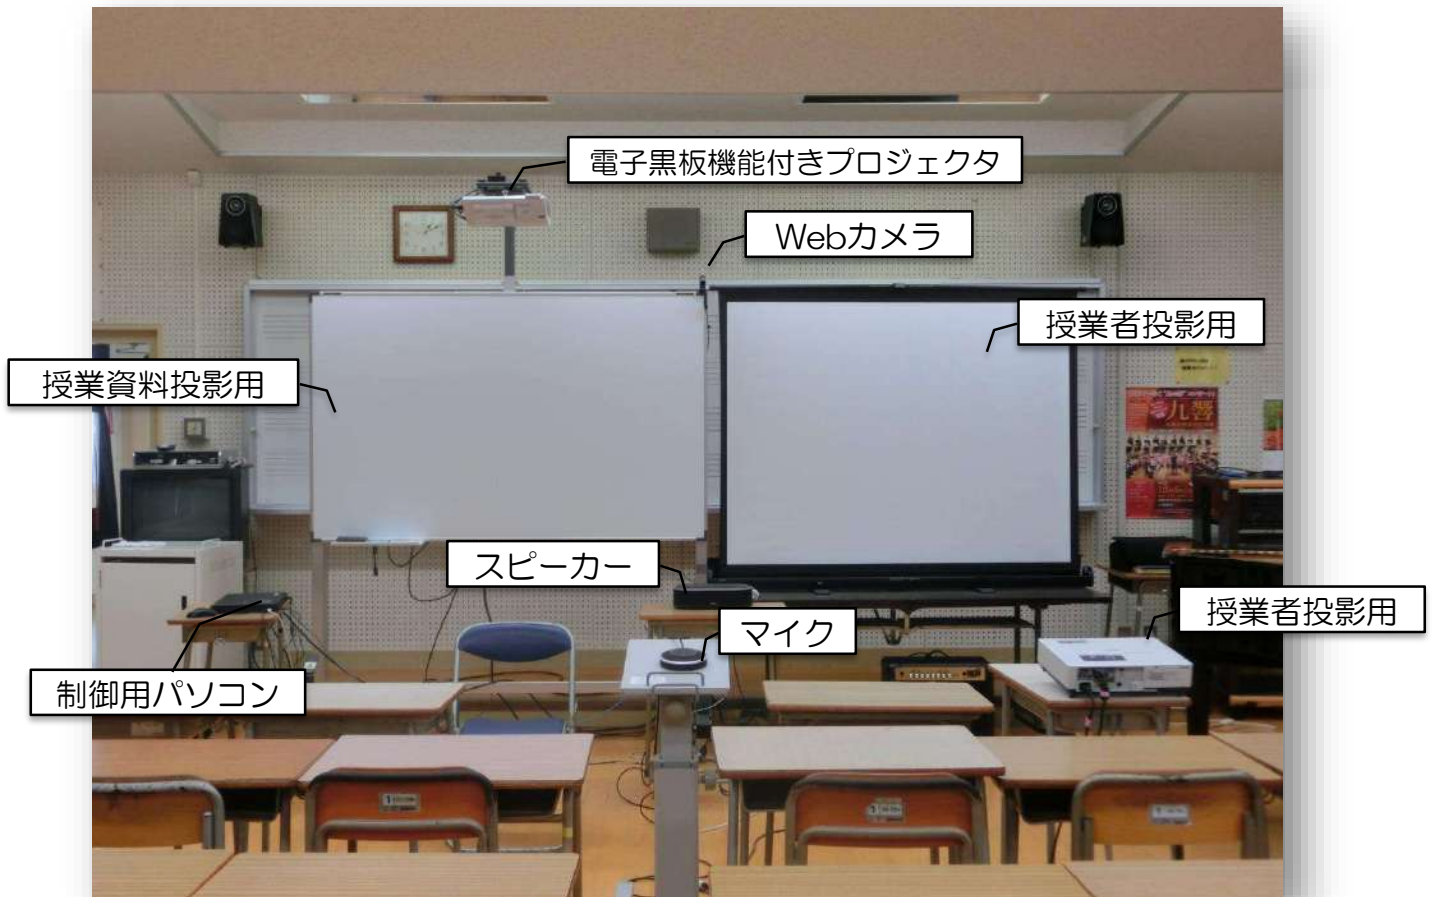 電子黒板機能付きプロジェクタ
Webカメラ
授業者投影用
授業資料投影用
九響
スピーカー
授業者投影用
マイク
制御用パソコン